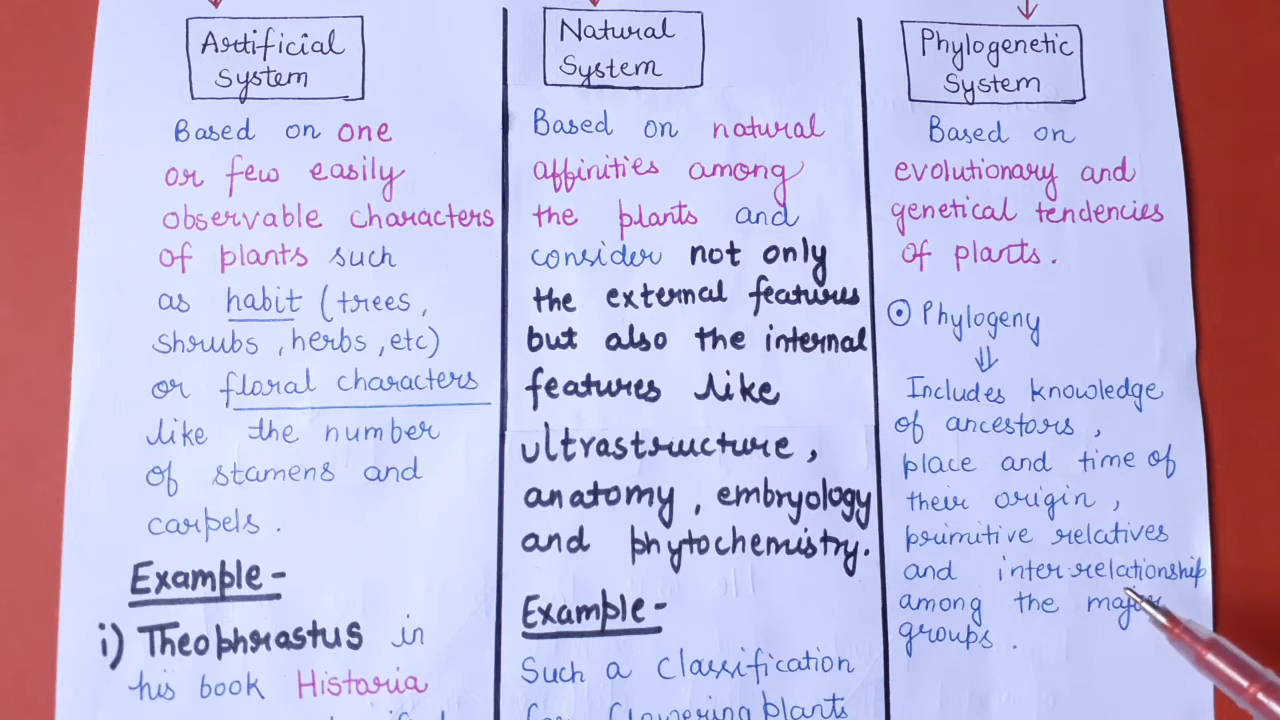 Artificial
System
Based on one
or few easily
observable characters
of plants such
as habit (trees,
shrubs, herbs, etc)
or floral characters
like the number
of stamens and
carpels.
Example-
i) Theophrastus in
his book Historia
Natural
System
Based on natural
affinities among
the plants and
consider not only
the external features
but also the internal
features like
ultrastructure,
anatomy, embryology
and phytochemistry.
Example-
Such a classification
for flowering plants
Phylogenetic
System
Based on
evolutionary and
genetical tendencies
of plants.
Phylogeny
⇓
Includes knowledge
of ancestors,
place and time of
their origin,
primitive relatives
and inter-relationship
among the major
groups.